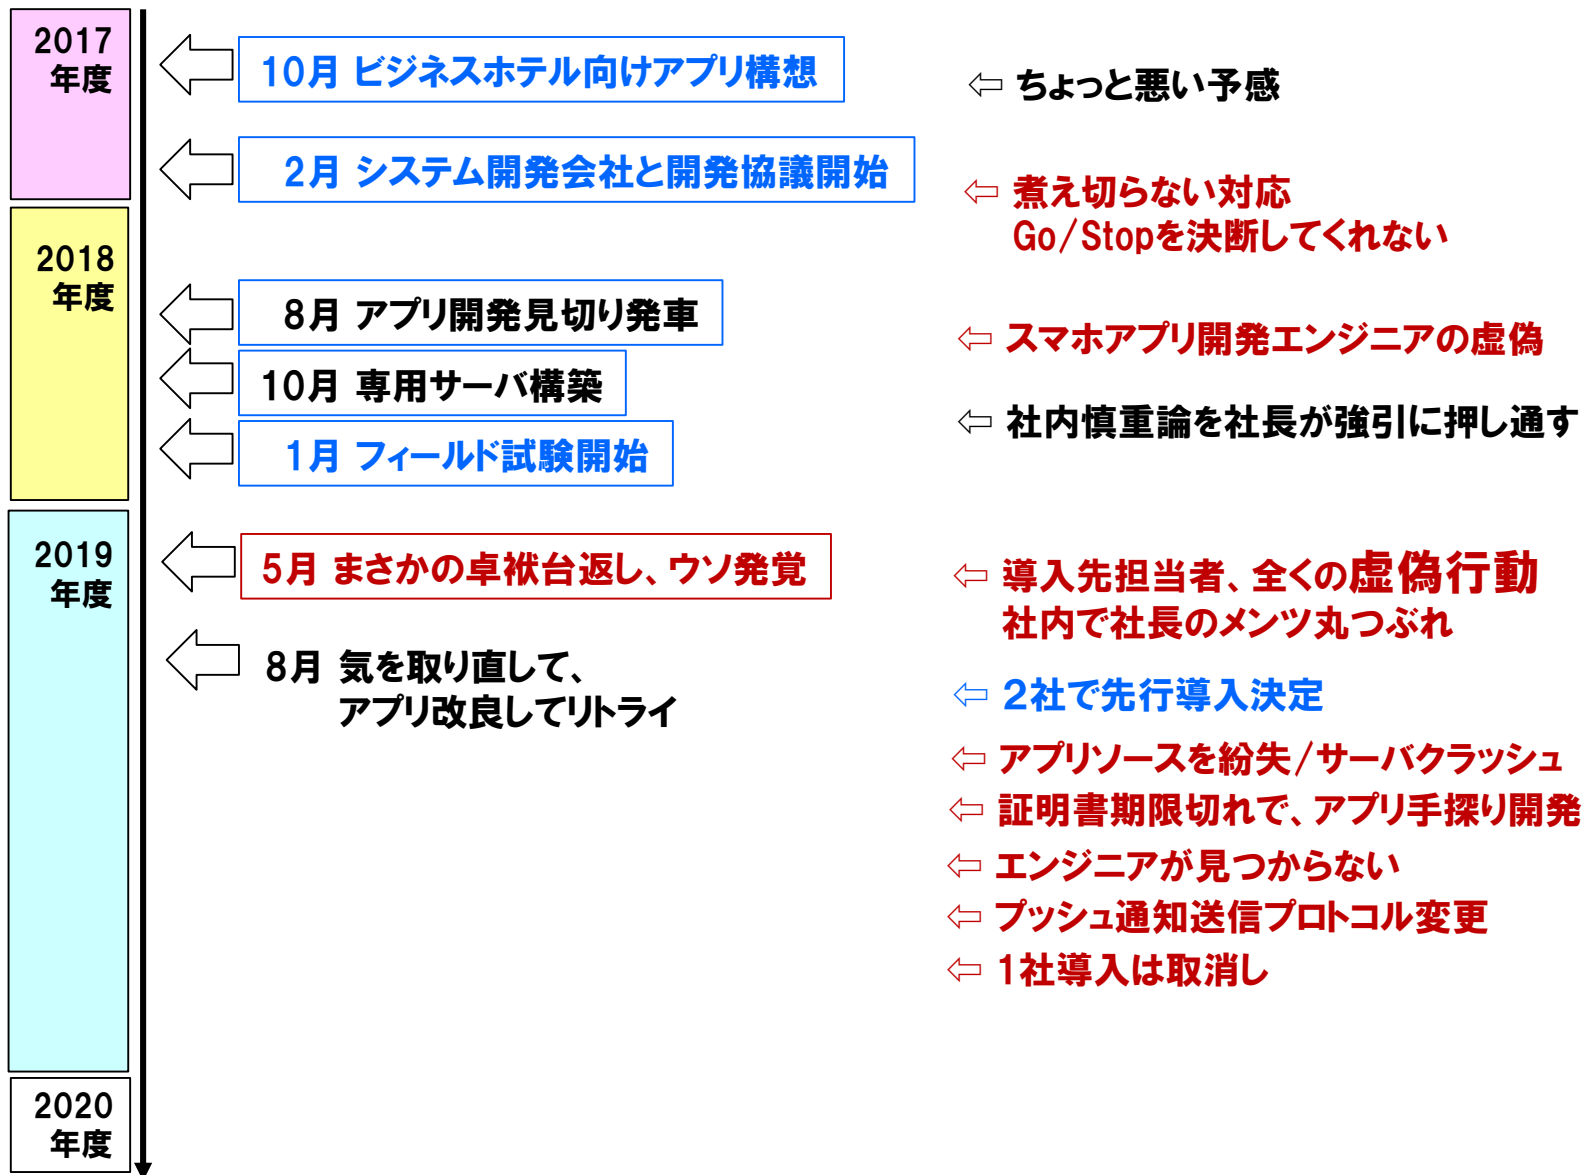 2017
年度
10月 ビジネスホテル向けアプリ構想
⇦ ちょっと悪い予感
2月 システム開発会社と開発協議開始
⇦ 煮え切らない対応
Go/Stopを決断してくれない
2018
年度
8月 アプリ開発見切り発車
⇦ スマホアプリ開発エンジニアの虚偽
10月 専用サーバ構築
⇦ 社内慎重論を社長が強引に押し通す
1月 フィールド試験開始
2019
年度
5月 まさかの卓袱台返し、ウソ発覚
⇦ 導入先担当者、全くの虚偽行動
社内で社長のメンツ丸つぶれ
8月 気を取り直して、
アプリ改良してリトライ
⇦ 2社で先行導入決定
⇦ アプリソースを紛失/サーバクラッシュ
⇦ 証明書期限切れで、アプリ手探り開発
⇦ エンジニアが見つからない
⇦ プッシュ通知送信プロトコル変更
⇦ 1社導入は取消し
2020
年度